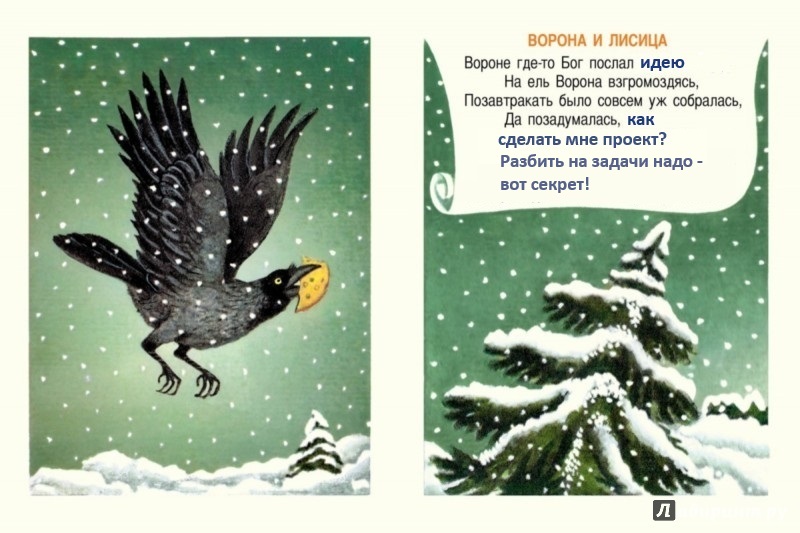 ВОРОНА И ЛИСИЦА
Вороне где-то Бог послал идею
На ель Ворона взгромоздясь,
Позавтракать было совсем уж собралась,
Да позадумалась, как
сделать мне проект?
Разбить на задачи надо -
вот секрет!